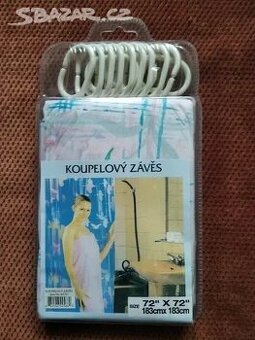 SBAZAR.CZ
KOUPELOVÝ ZÁVĚS
SIZE 72" X 72"
183cmx 183cm